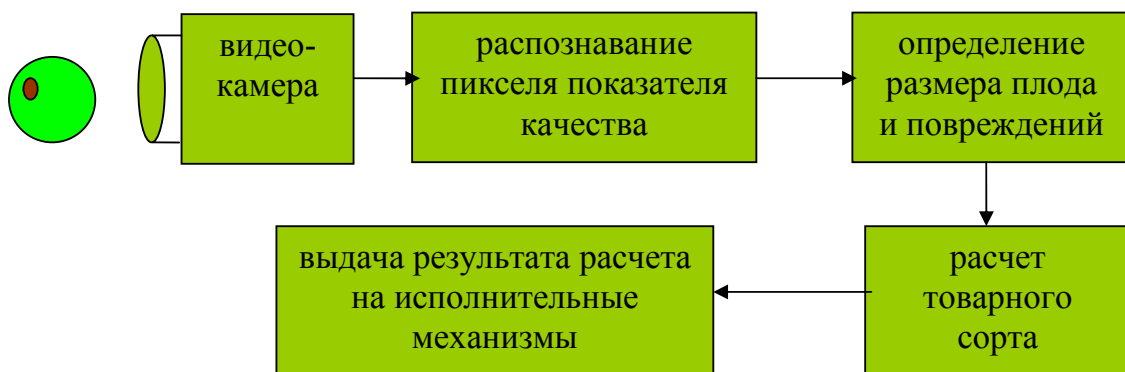 видео-
камера
распознавание
пикселя показателя
качества
определение
размера плода
и повреждений
расчет
товарного
сорта
выдача результата расчета
на исполнительные
механизмы